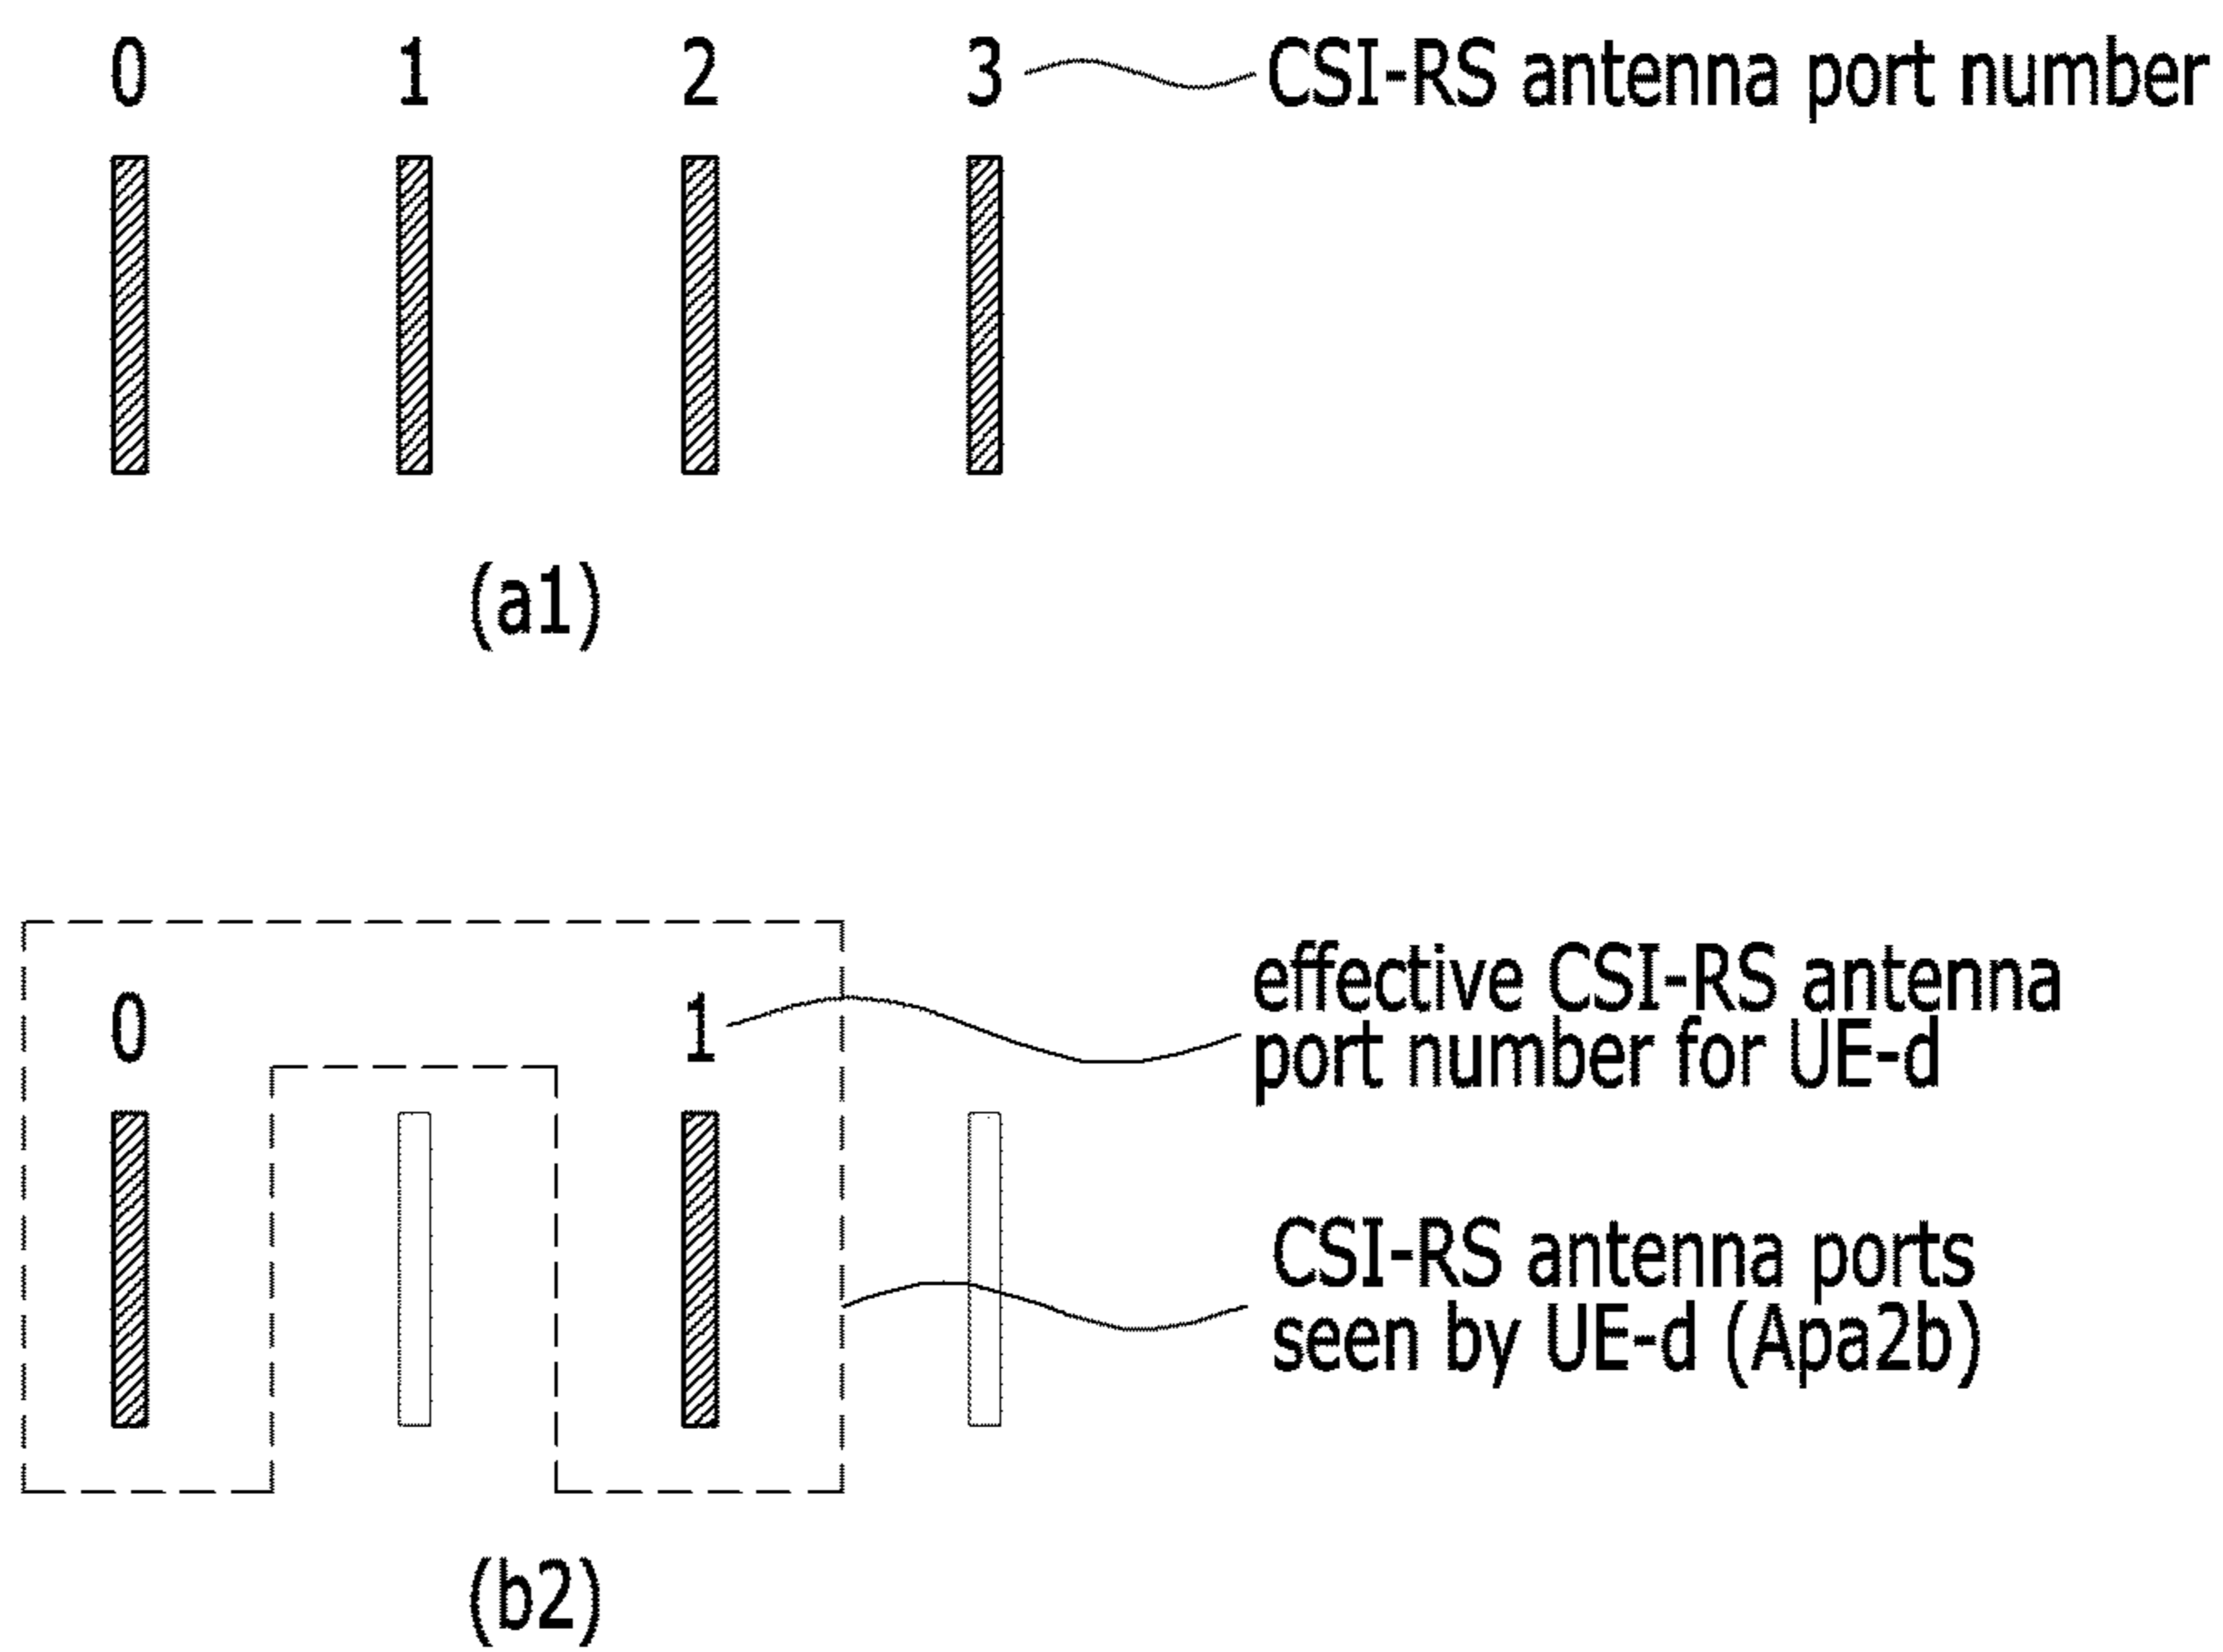 0 1 2 3 CSI-RS antenna port number
(a1)
0 1 effective CSI-RS antenna
port number for UE-d
CSI-RS antenna ports
seen by UE-d (Apa2b)
(b2)